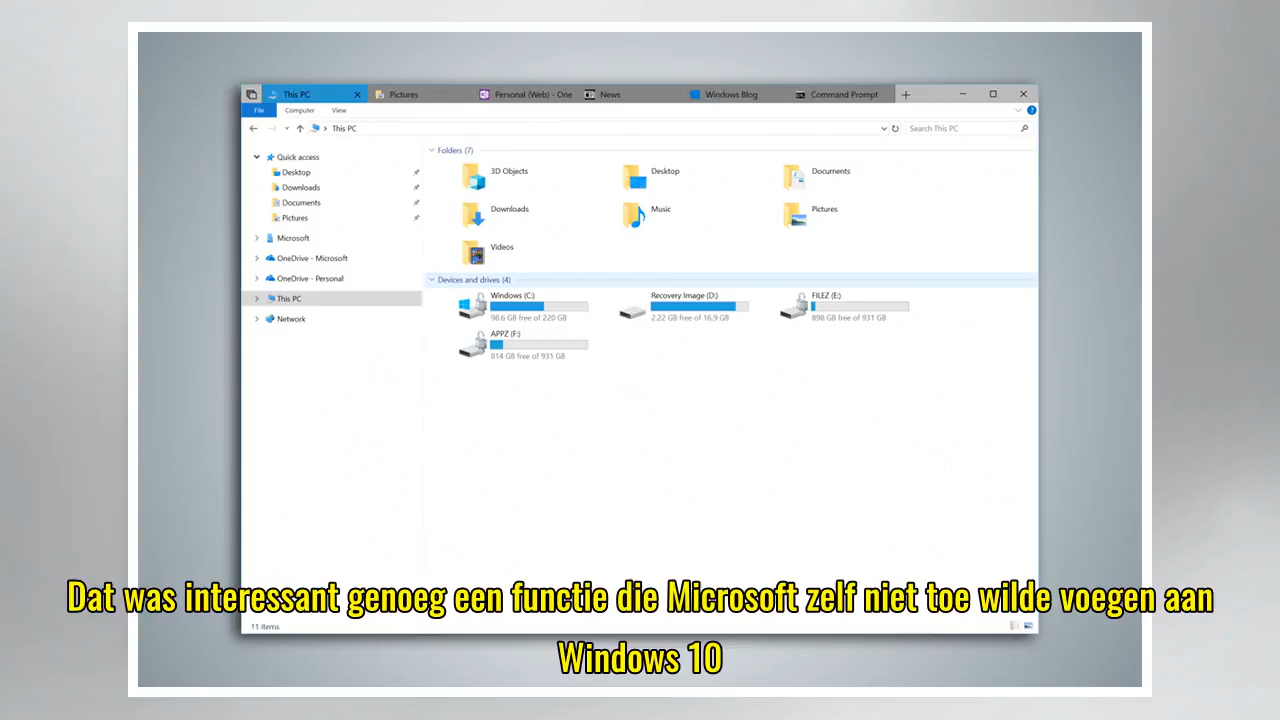 This PC
Pictures
Personal (Web) - One
News
Windows Blog
Command Prompt
File
Computer
View
This PC
Search This PC
Quick access
Desktop
Downloads
Documents
Pictures
Microsoft
OneDrive - Microsoft
OneDrive - Personal
This PC
Network
Folders (7)
3D Objects
Desktop
Documents
Downloads
Music
Pictures
Videos
Devices and drives (4)
Windows (C:)
98.6 GB free of 220 GB
Recovery Image (D:)
2.22 GB free of 16.9 GB
FILEZ (E:)
898 GB free of 931 GB
APPZ (F:)
814 GB free of 931 GB
11 items
Dat was interessant genoeg een functie die Microsoft zelf niet toe wilde voegen aan
Windows 10